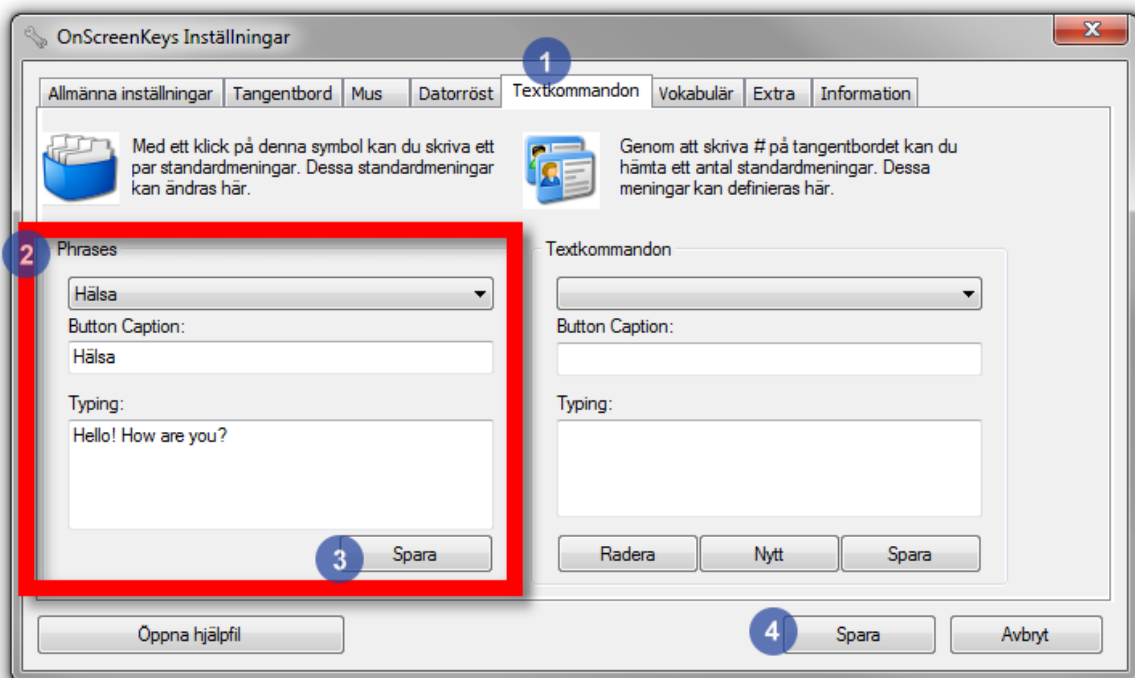 OnScreenKeys Inställningar
1
Allmänna inställningar Tangentbord Mus Datorröst Textkommandon Vokabulär Extra Information
Med ett klick på denna symbol kan du skriva ett
par standardmeningar. Dessa standardmeningar
kan ändras här.
Genom att skriva # på tangentbordet kan du
hämta ett antal standardmeningar. Dessa
meningar kan definieras här.
2
Phrases
Hälsa
Button Caption:
Hälsa
Typing:
Hello! How are you?
3
Spara
Textkommandon
Button Caption:
Typing:
Radera Nytt Spara
Öppna hjälpfil
4
Spara Avbryt